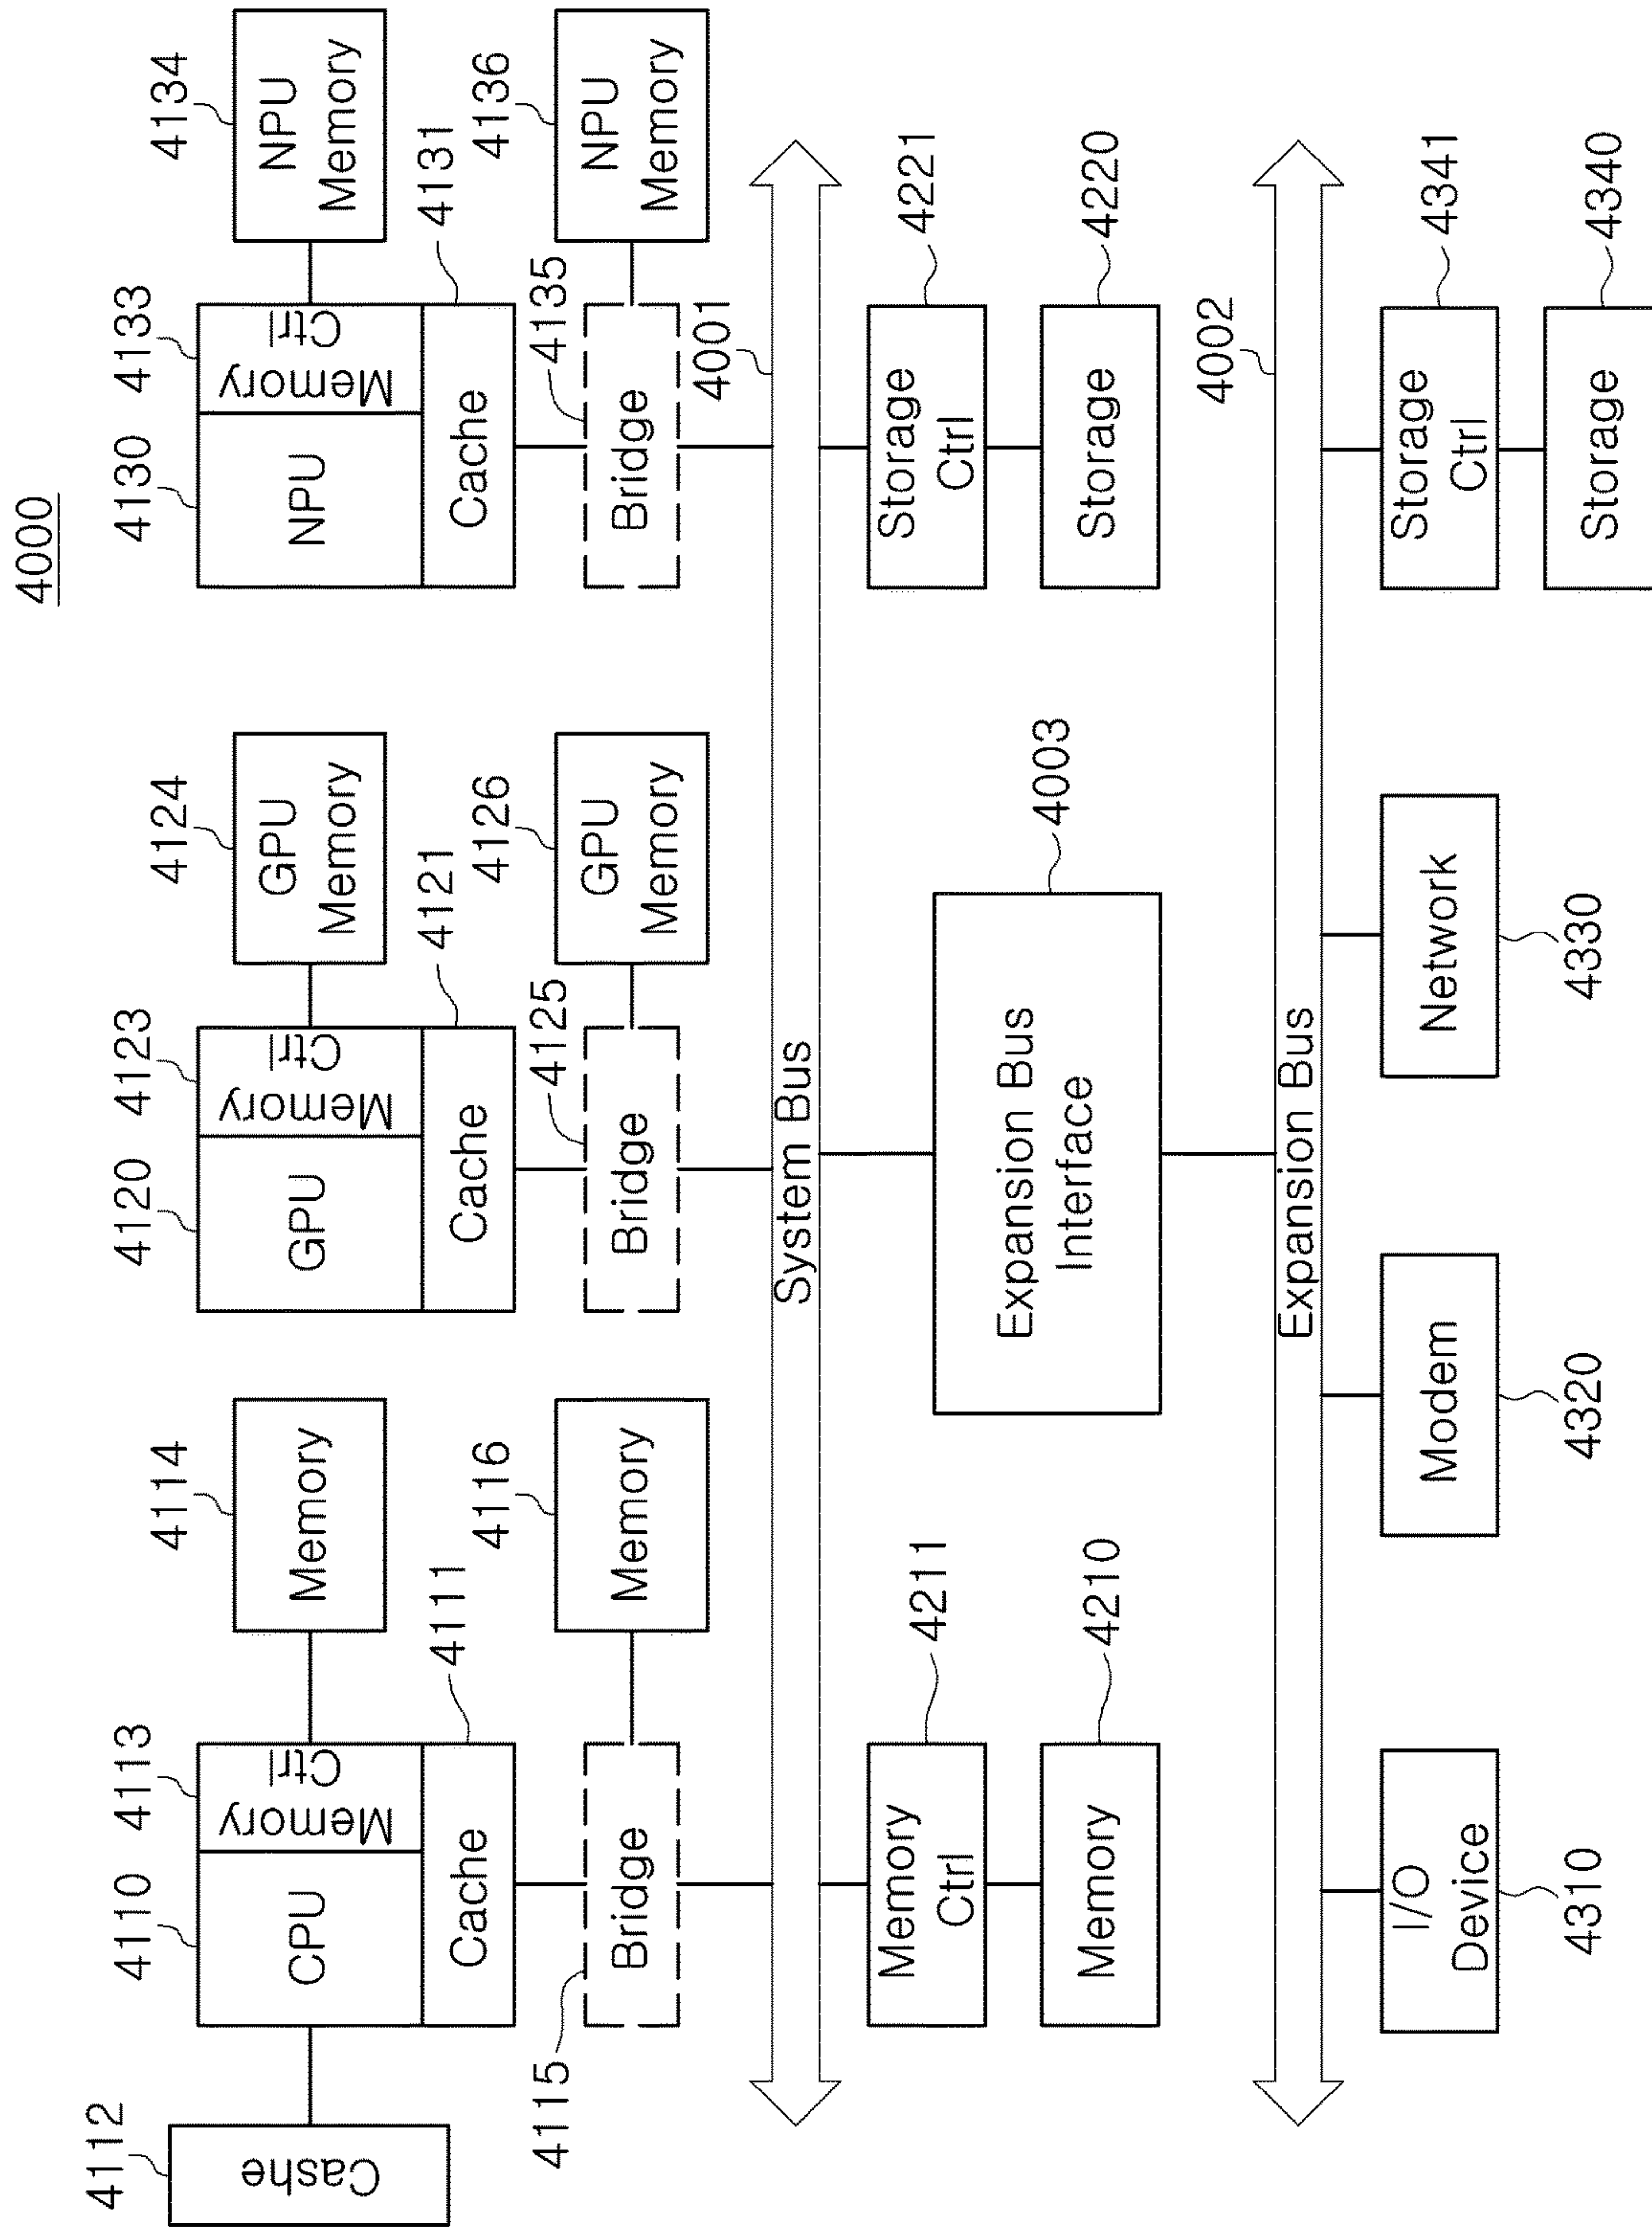 4000
4110
4113
4114
4120
4123
4124
4130
4133
4134
4112
Cashe
CPU
Memory
Ctrl
Memory
GPU
Memory
Ctrl
GPU
Memory
NPU
Memory
Ctrl
NPU
Memory
Cache
4111
Cache
4121
Cache
4131
4115
Bridge
4116
Memory
4125
Bridge
4126
GPU
Memory
4135
Bridge
4136
NPU
Memory
System Bus
4001
Memory
Ctrl
4211
Memory
4210
Expansion Bus
Interface
4003
Storage
Ctrl
4221
Storage
4220
Expansion Bus
4002
I/O
Device
4310
Modem
4320
Network
4330
Storage
Ctrl
4341
Storage
4340